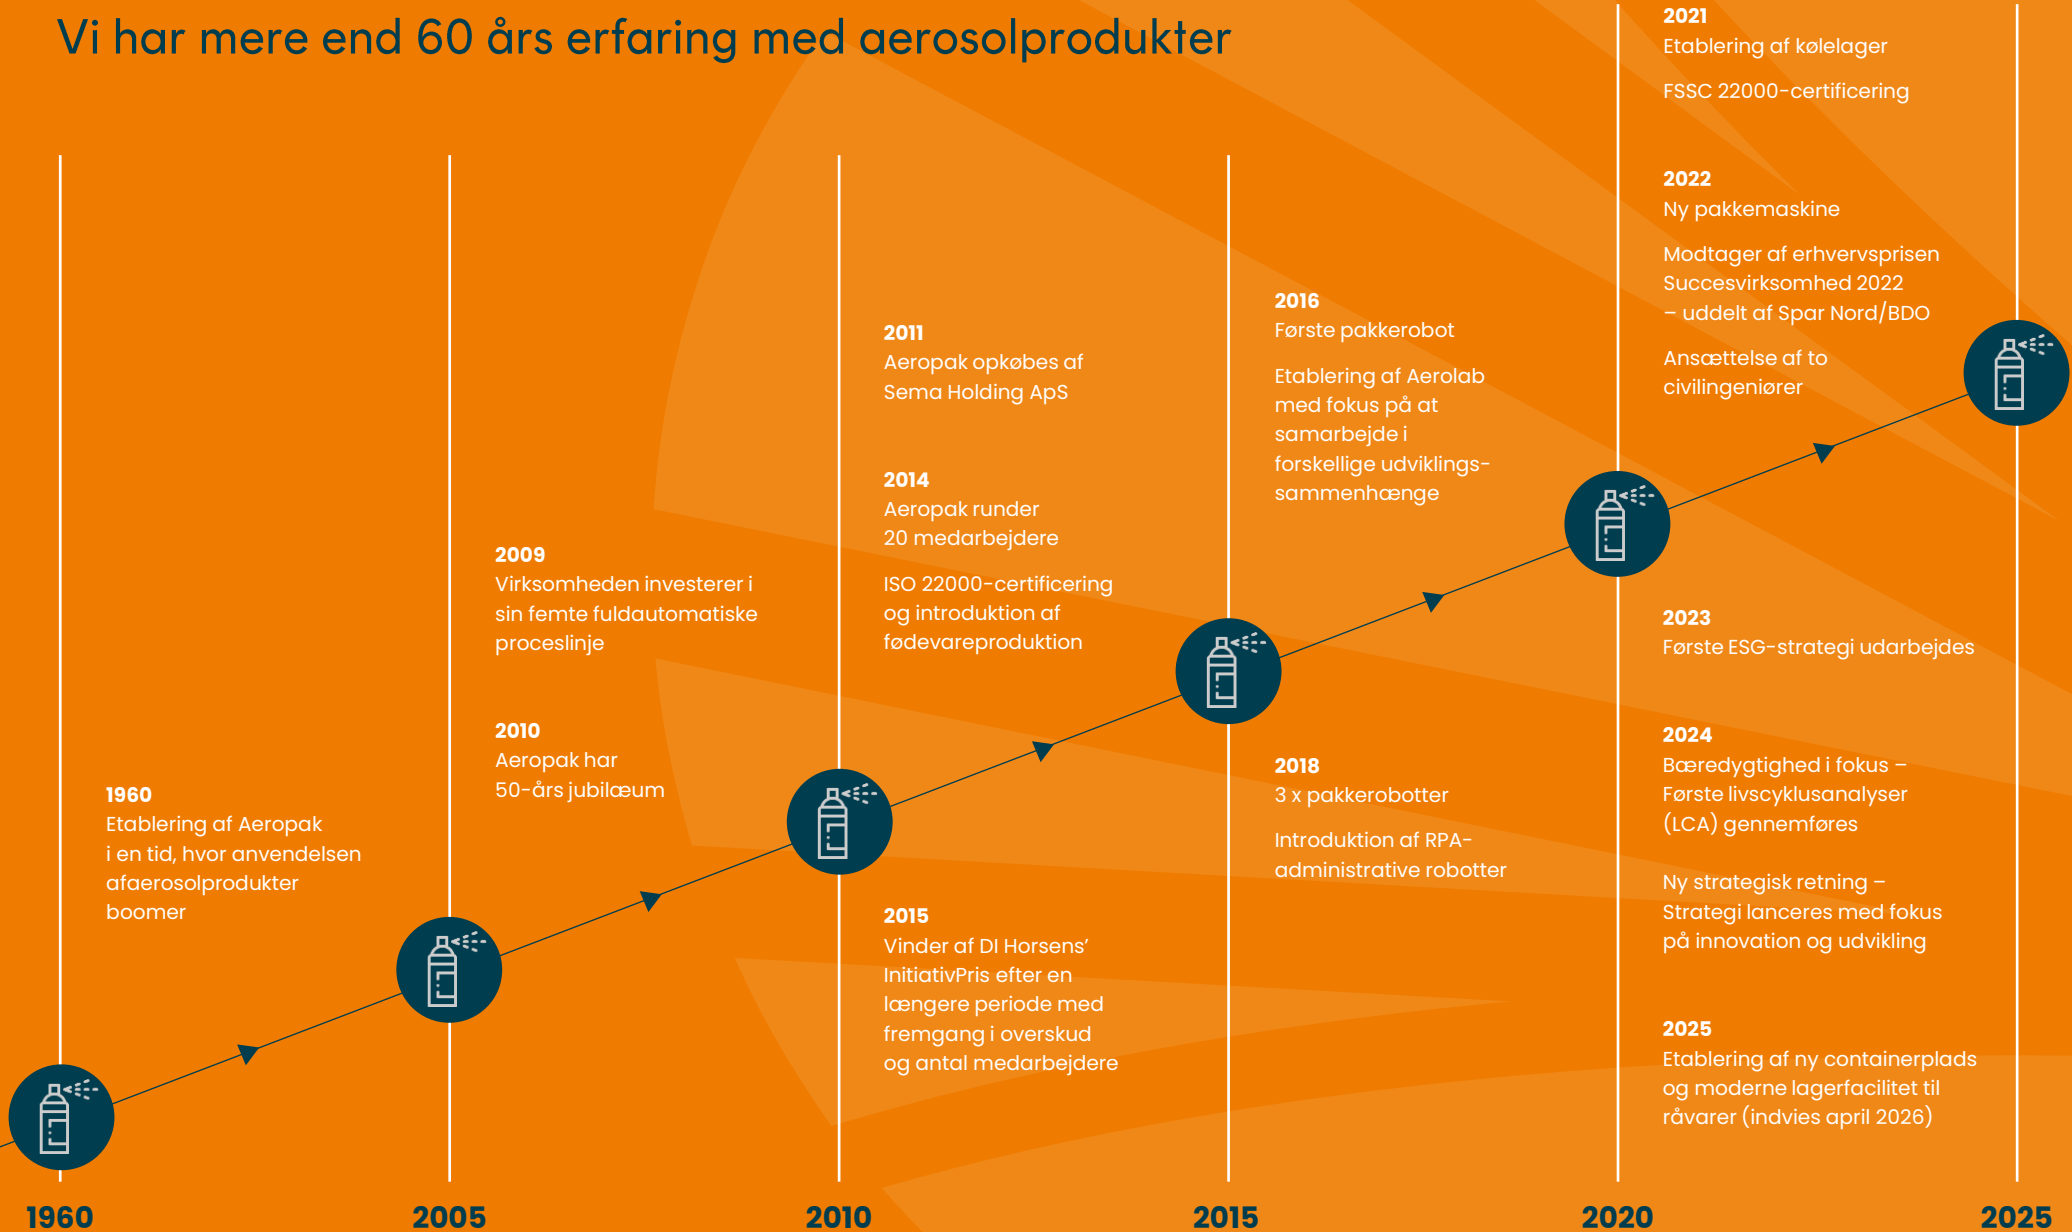 Vi har mere end 60 års erfaring med aerosolprodukter
1960
Etablering af Aeropak
i en tid, hvor anvendelsen
afaerosolprodukter
boomer
2009
Virksomheden investerer i
sin femte fuldautomatiske
proceslinje
2010
Aeropak har
50-års jubilæum
2011
Aeropak opkøbes af
Sema Holding ApS
2014
Aeropak runder
20 medarbejdere
ISO 22000-certificering
og introduktion af
fødevareproduktion
2015
Vinder af DI Horsens’
InitiativPris efter en
længere periode med
fremgang i overskud
og antal medarbejdere
2016
Første pakkerobot
Etablering af Aerolab
med fokus på at
samarbejde i
forskellige udviklings-
sammenhænge
2018
3 x pakkerobotter
Introduktion af RPA-
administrative robotter
2021
Etablering af kølelager
FSSC 22000-certificering
2022
Ny pakkemaskine
Modtager af erhvervsprisen
Succesvirksomhed 2022
– uddelt af Spar Nord/BDO
Ansættelse af to
civilingeniører
2023
Første ESG-strategi udarbejdes
2024
Bæredygtighed i fokus –
Første livscyklusanalyser
(LCA) gennemføres
Ny strategisk retning –
Strategi lanceres med fokus
på innovation og udvikling
2025
Etablering af ny containerplads
og moderne lagerfacilitet til
råvarer (indvies april 2026)
1960
2005
2010
2015
2020
2025